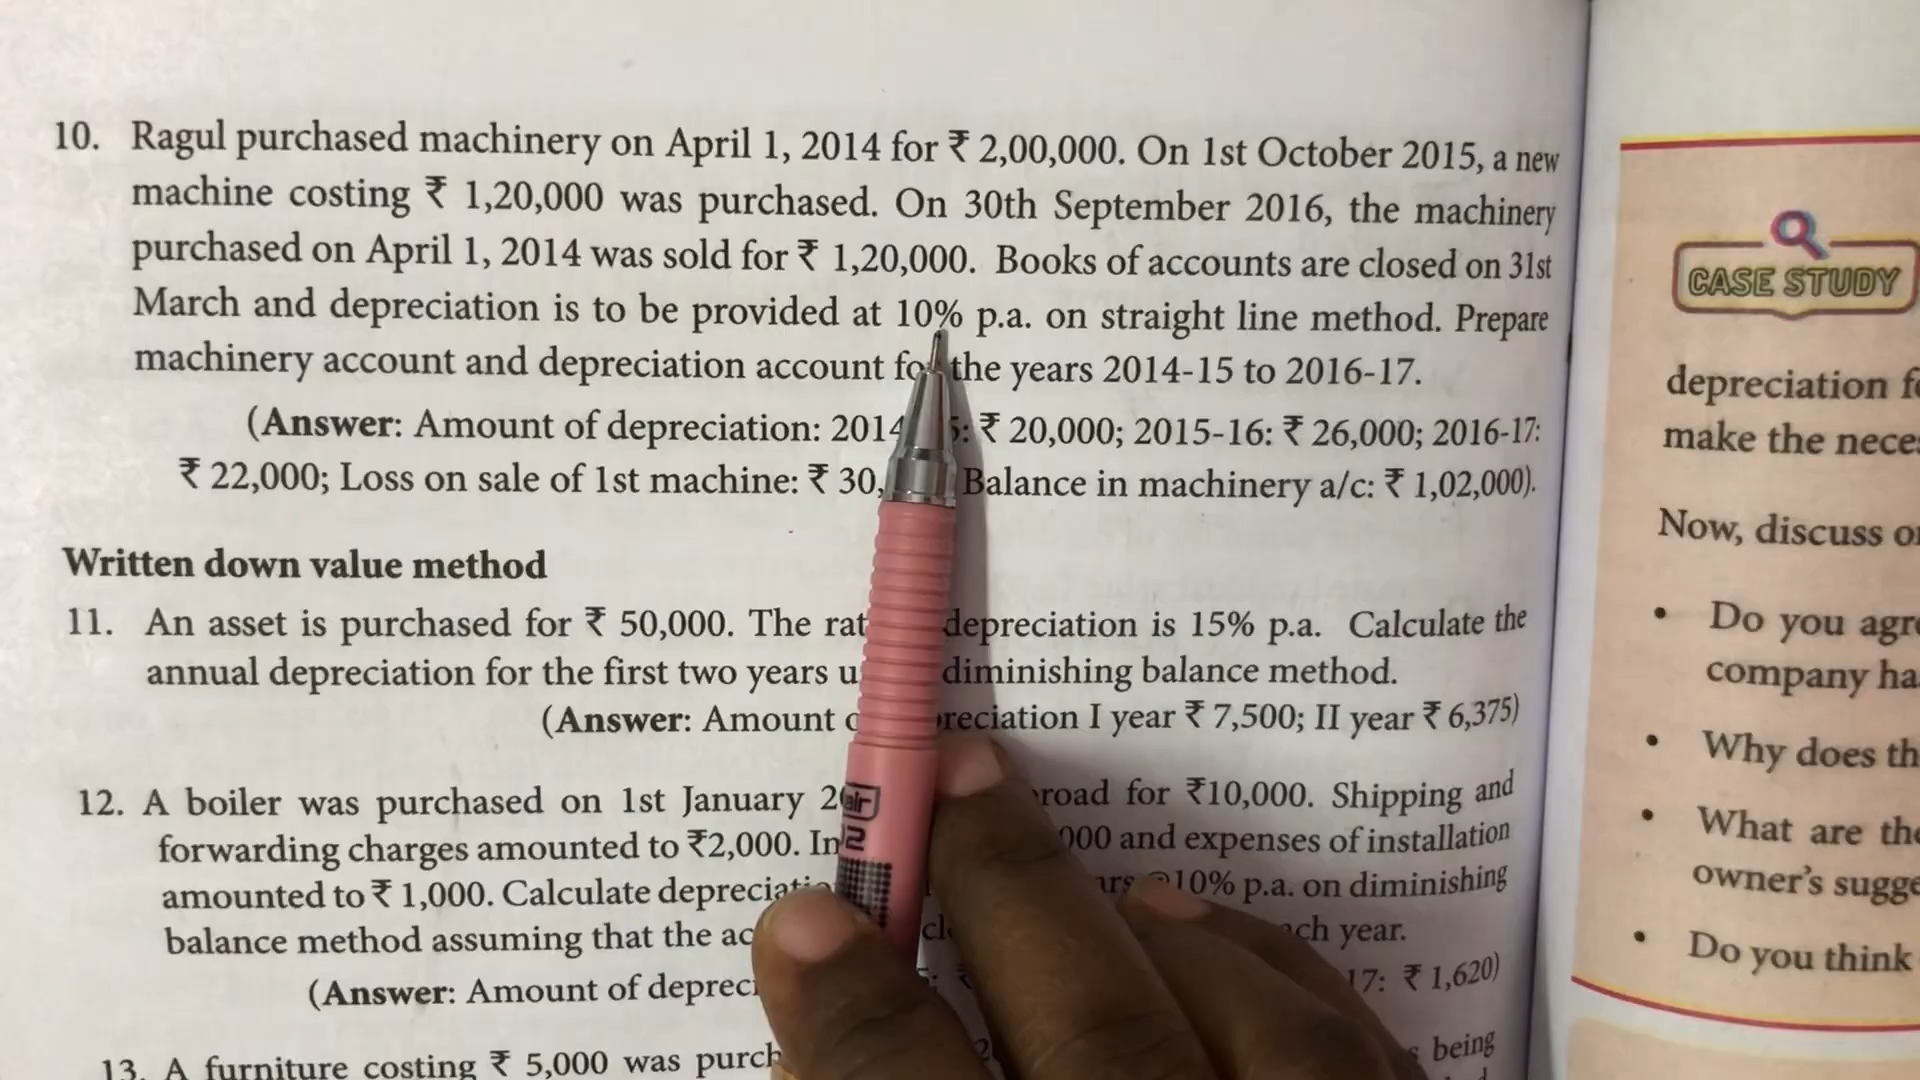 10. Ragul purchased machinery on April 1, 2014 for ₹ 2,00,000. On 1st October 2015, a new
machine costing ₹ 1,20,000 was purchased. On 30th September 2016, the machinery
purchased on April 1, 2014 was sold for ₹ 1,20,000. Books of accounts are closed on 31st
March and depreciation is to be provided at 10% p.a. on straight line method. Prepare
machinery account and depreciation account the years 2014-15 to 2016-17.
(Answer: Amount of depreciation: 2014 ₹ 20,000; 2015-16: ₹ 26,000; 2016-17:
₹ 22,000; Loss on sale of 1st machine: ₹ 30, Balance in machinery a/c: ₹ 1,02,000).
Written down value method
11. An asset is purchased for ₹ 50,000. The depreciation is 15% p.a. Calculate the
annual depreciation for the first two years diminishing balance method.
(Answer: Amount I year ₹ 7,500; II year ₹ 6,375)
12. A boiler was purchased on 1st January for ₹10,000. Shipping and
forwarding charges amounted to ₹2,000. and expenses of installation
amounted to ₹ 1,000. Calculate 10% p.a. on diminishing
balance method assuming that the year.
(Answer: Amount of 17: ₹ 1,620)
13. A furniture costing ₹ 5,000 was being
air
CASE STUDY
depreciation
make the
Now, discuss
• Do you
company
• Why does
• What are
owner's
• Do you think